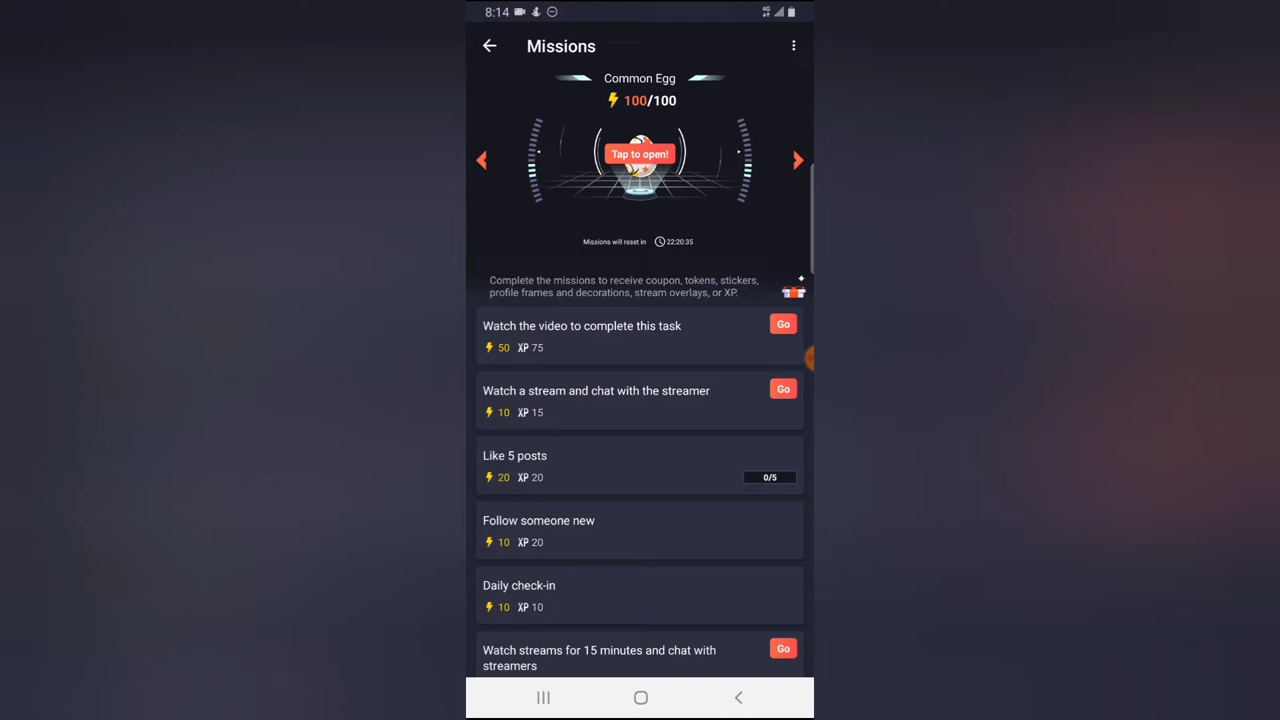 8:14 4G
Missions
Common Egg
100/100
Tap to open!
Missions will reset in 22:20:35
Complete the missions to receive coupon, tokens, stickers,
profile frames and decorations, stream overlays, or XP.
Watch the video to complete this task Go
50 XP 75
Watch a stream and chat with the streamer Go
10 XP 15
Like 5 posts
20 XP 20 0/5
Follow someone new
10 XP 20
Daily check-in
10 XP 10
Watch streams for 15 minutes and chat with Go
streamers